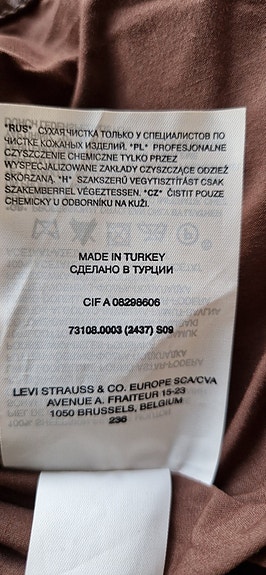 *RUS* СУХАЯ ЧИСТКА ТОЛЬКО У СПЕЦИАЛИСТОВ ПО
ЧИСТКЕ КОЖАНЫХ ИЗДЕЛИЙ. *PL* PROFESJONALNE
CZYSZCZENIE CHEMICZNE TYLKO PRZEZ
WYSPECJALIZOWANE ZAKŁADY CZYSZCZĄCE ODZIEŻ
SKÓRZANĄ. *H* SZAKSZERŰ VEGYTISZTÍTÁST CSAK
SZAKEMBERREL VÉGEZTESSEN. *CZ* ČISTIT POUZE
CHEMICKY U ODBORNÍKU NA KUŽI.
MADE IN TURKEY
СДЕЛАНО В ТУРЦИИ
CIF A 08298606
73108.0003 (2437) S09
LEVI STRAUSS & CO. EUROPE SCA/CVA
AVENUE A. FRAITEUR 15-23
1050 BRUSSELS, BELGIUM
236